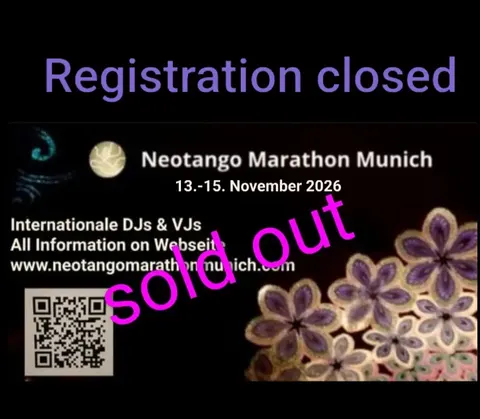 Registration closed
Neotango Marathon Munich
13.-15. November 2026
Internationale DJs & VJs
All Information on Webseite
www.neotangomarathonmunich.com
sold out